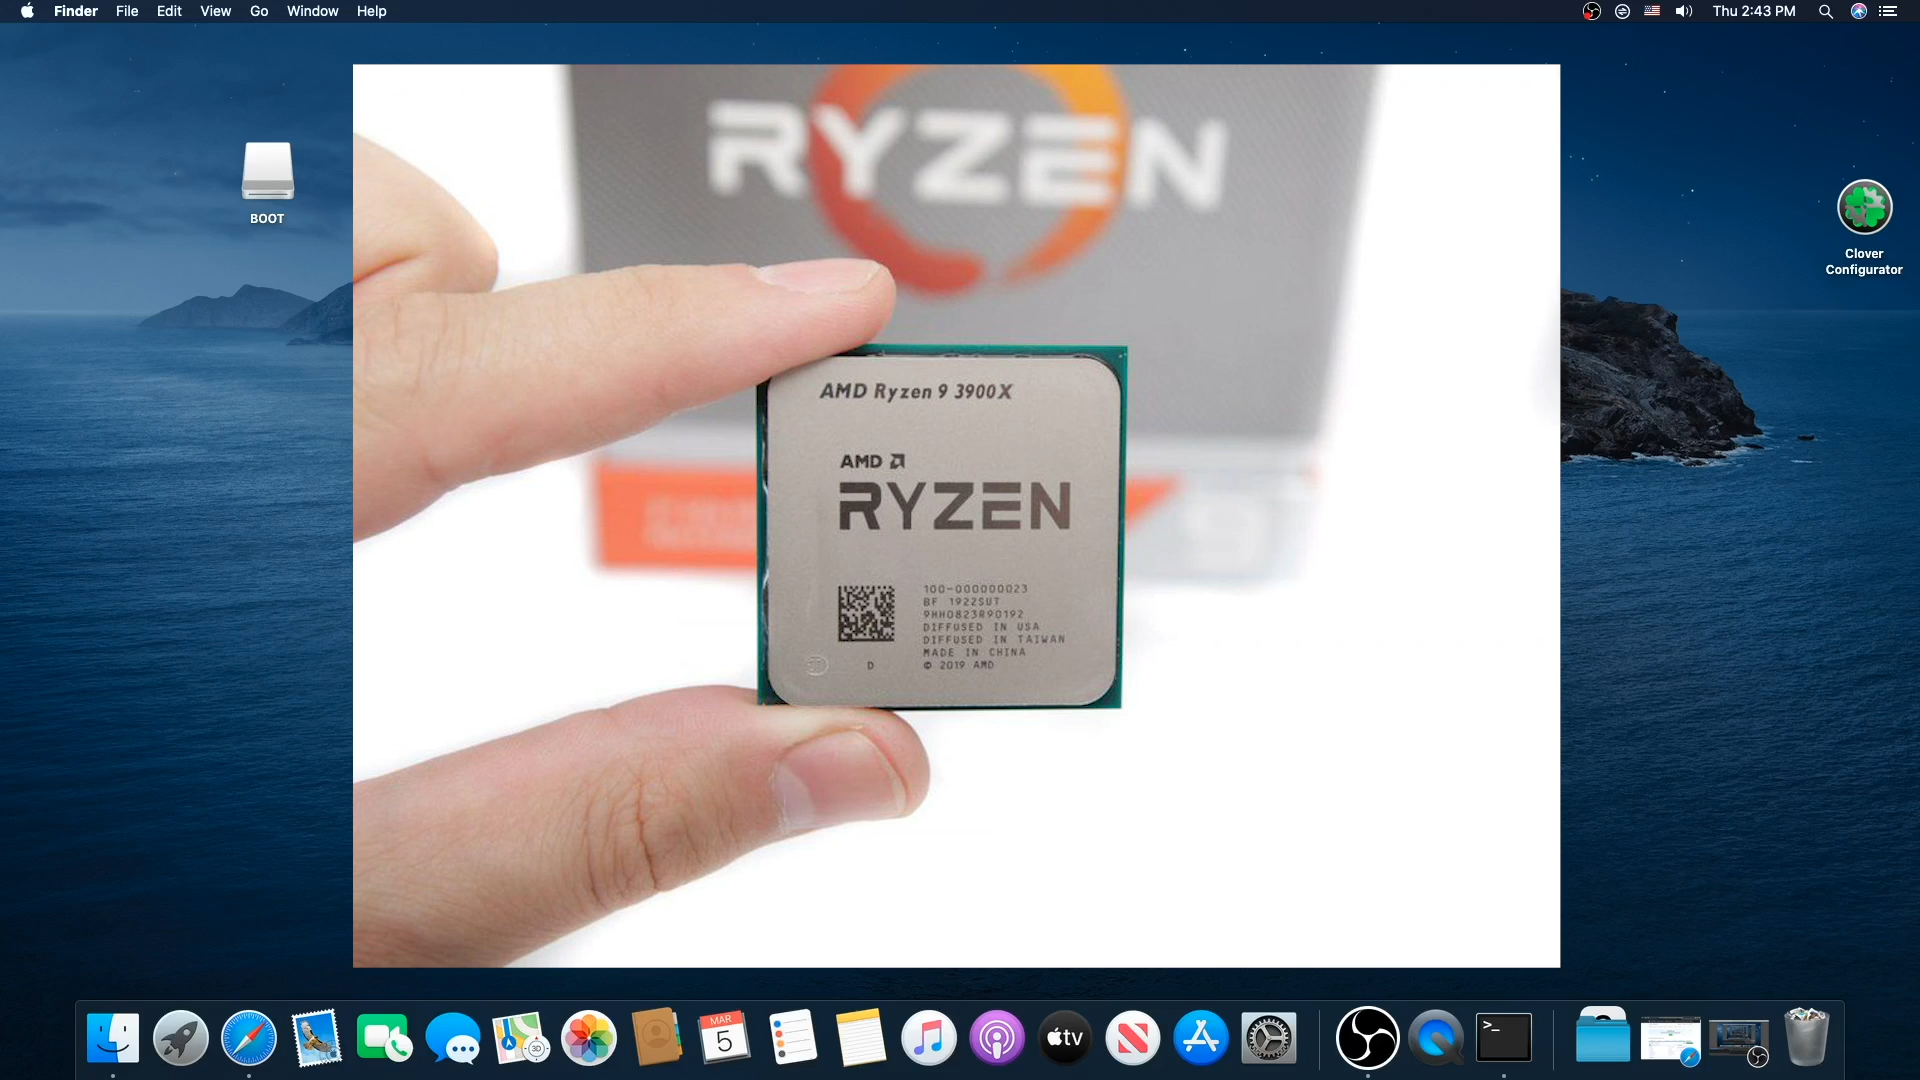 Finder File Edit View Go Window Help
Thu 2:43 PM
BOOT
Clover
Configurator
RYZEN
AMD Ryzen 9 3900X
AMD
RYZEN
100-000000023
BF 1922SUT
9HH0823R90192
DIFFUSED IN USA
DIFFUSED IN TAIWAN
MADE IN CHINA
D
© 2019 AMD
9
3D
MAR
5
tv
>_